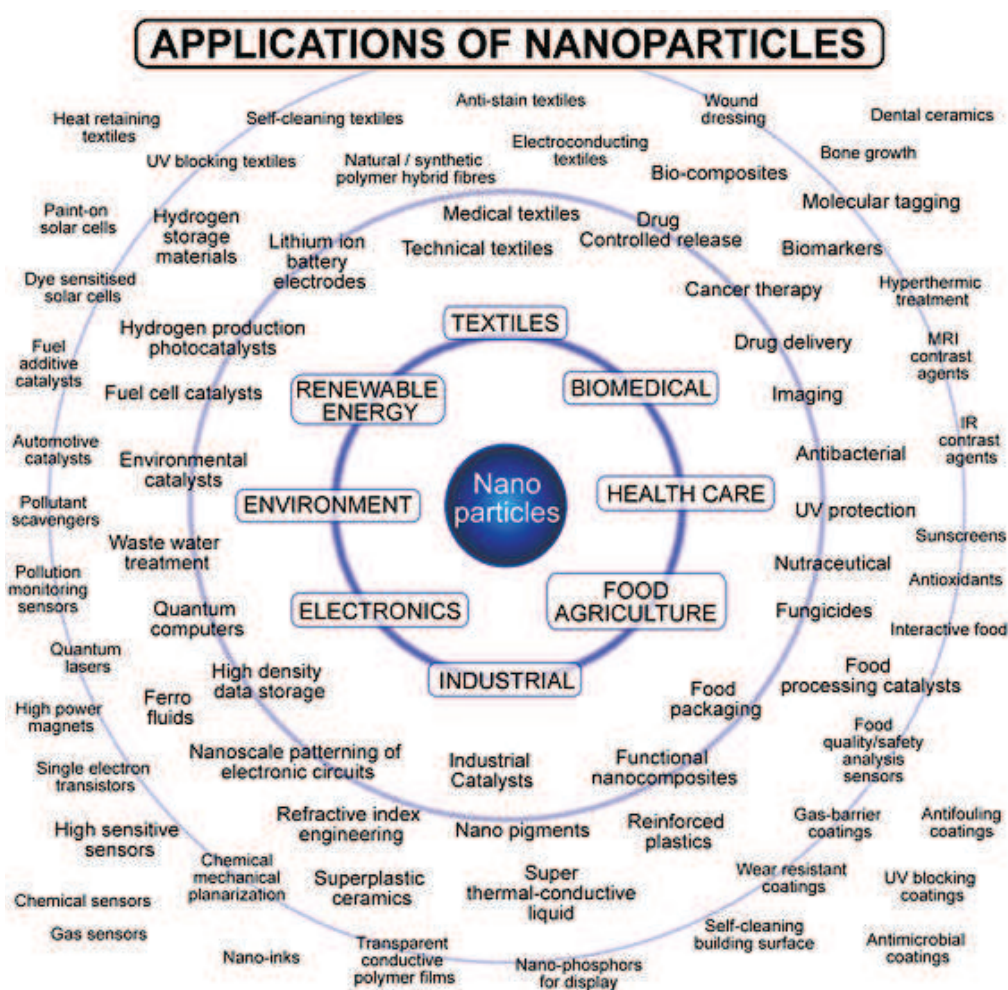 APPLICATIONS OF NANOPARTICLES
Anti-stain textiles
Wound
dressing
Heat retaining
textiles
Self-cleaning textiles
Dental ceramics
Electroconducting
textiles
Bone growth
UV blocking textiles
Natural / synthetic
polymer hybrid fibres
Bio-composites
Molecular tagging
Paint-on
solar cells
Hydrogen
storage
materials
Medical textiles
Drug
Controlled release
Lithium ion
battery
electrodes
Technical textiles
Biomarkers
Dye sensitised
solar cells
Cancer therapy
Hyperthermic
treatment
TEXTILES
Hydrogen production
photocatalysts
Drug delivery
MRI
contrast
agents
Fuel
additive
catalysts
RENEWABLE
ENERGY
BIOMEDICAL
Fuel cell catalysts
Imaging
IR
contrast
agents
Automotive
catalysts
Environmental
catalysts
Antibacterial
Nano
particles
ENVIRONMENT
HEALTH CARE
Pollutant
scavengers
UV protection
Sunscreens
Waste water
treatment
Nutraceutical
Pollution
monitoring
sensors
Antioxidants
Quantum
computers
ELECTRONICS
FOOD
AGRICULTURE
Fungicides
Interactive food
Quantum
lasers
High density
data storage
INDUSTRIAL
Food
processing catalysts
High power
magnets
Ferro
fluids
Food
packaging
Food
quality/safety
analysis
sensors
Nanoscale patterning of
electronic circuits
Industrial
Catalysts
Functional
nanocomposites
Single electron
transistors
High sensitive
sensors
Refractive index
engineering
Nano pigments
Reinforced
plastics
Gas-barrier
coatings
Antifouling
coatings
Chemical
mechanical
planarization
Superplastic
ceramics
Super
thermal-conductive
liquid
Wear resistant
coatings
UV blocking
coatings
Chemical sensors
Gas sensors
Self-cleaning
building surface
Antimicrobial
coatings
Nano-inks
Transparent
conductive
polymer films
Nano-phosphors
for display